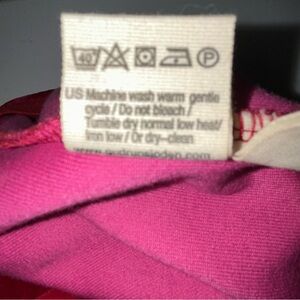 40
P
US Machine wash warm gentle
cycle / Do not bleach /
Tumble dry normal low heat/
Iron low / Or dry-clean